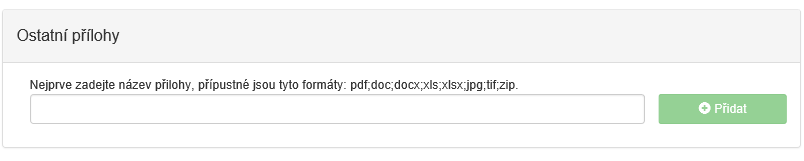 Ostatní přílohy
Nejprve zadejte název přílohy, přípustné jsou tyto formáty: pdf;doc;docx;xls;xlsx;jpg;tif;zip.
Přidat